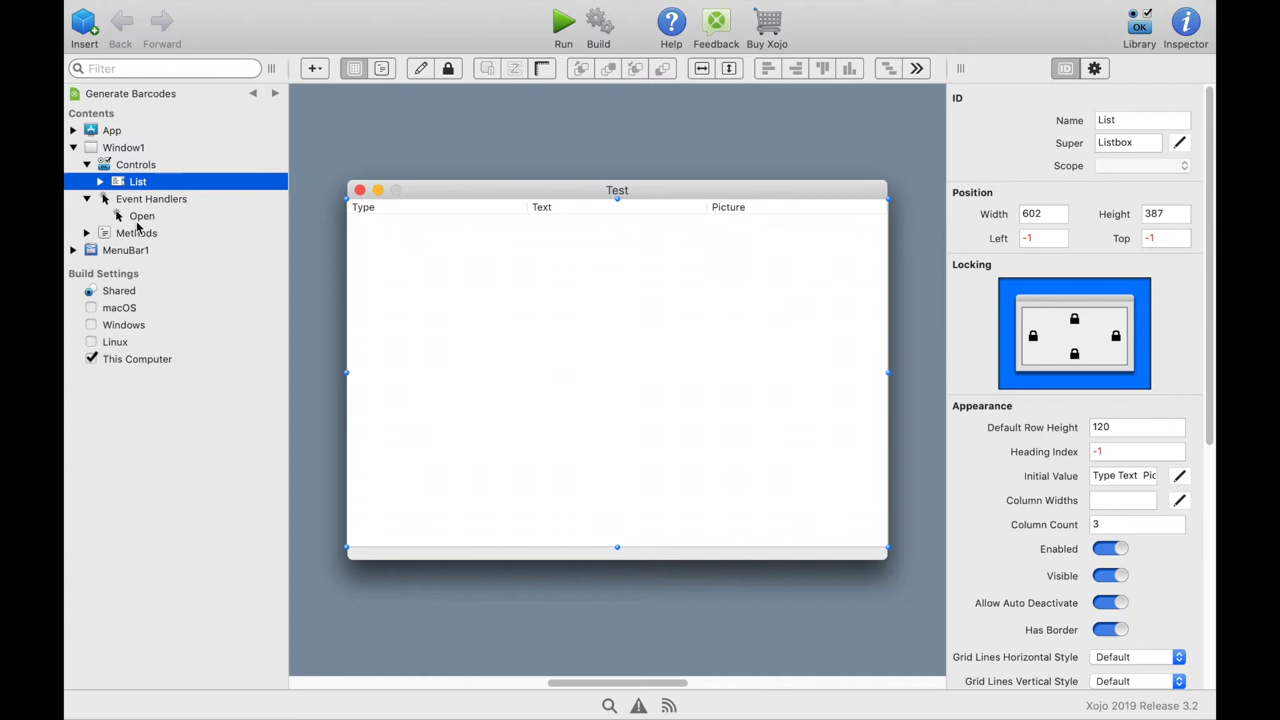 Insert Back Forward Run Build Help Feedback Buy Xojo Library OK Inspector
Filter
Generate Barcodes
Contents
App
Window1
Controls
List
Event Handlers
Open
Methods
MenuBar1
Build Settings
Shared
macOS
Windows
Linux
This Computer
Test
Type Text Picture
ID
ID
Name List
Super Listbox
Scope
Position
Width 602 Height 387
Left -1 Top -1
Locking
Appearance
Default Row Height 120
Heading Index -1
Initial Value Type Text Pic
Column Widths
Column Count 3
Enabled
Visible
Allow Auto Deactivate
Has Border
Grid Lines Horizontal Style Default
Grid Lines Vertical Style Default
Xojo 2019 Release 3.2